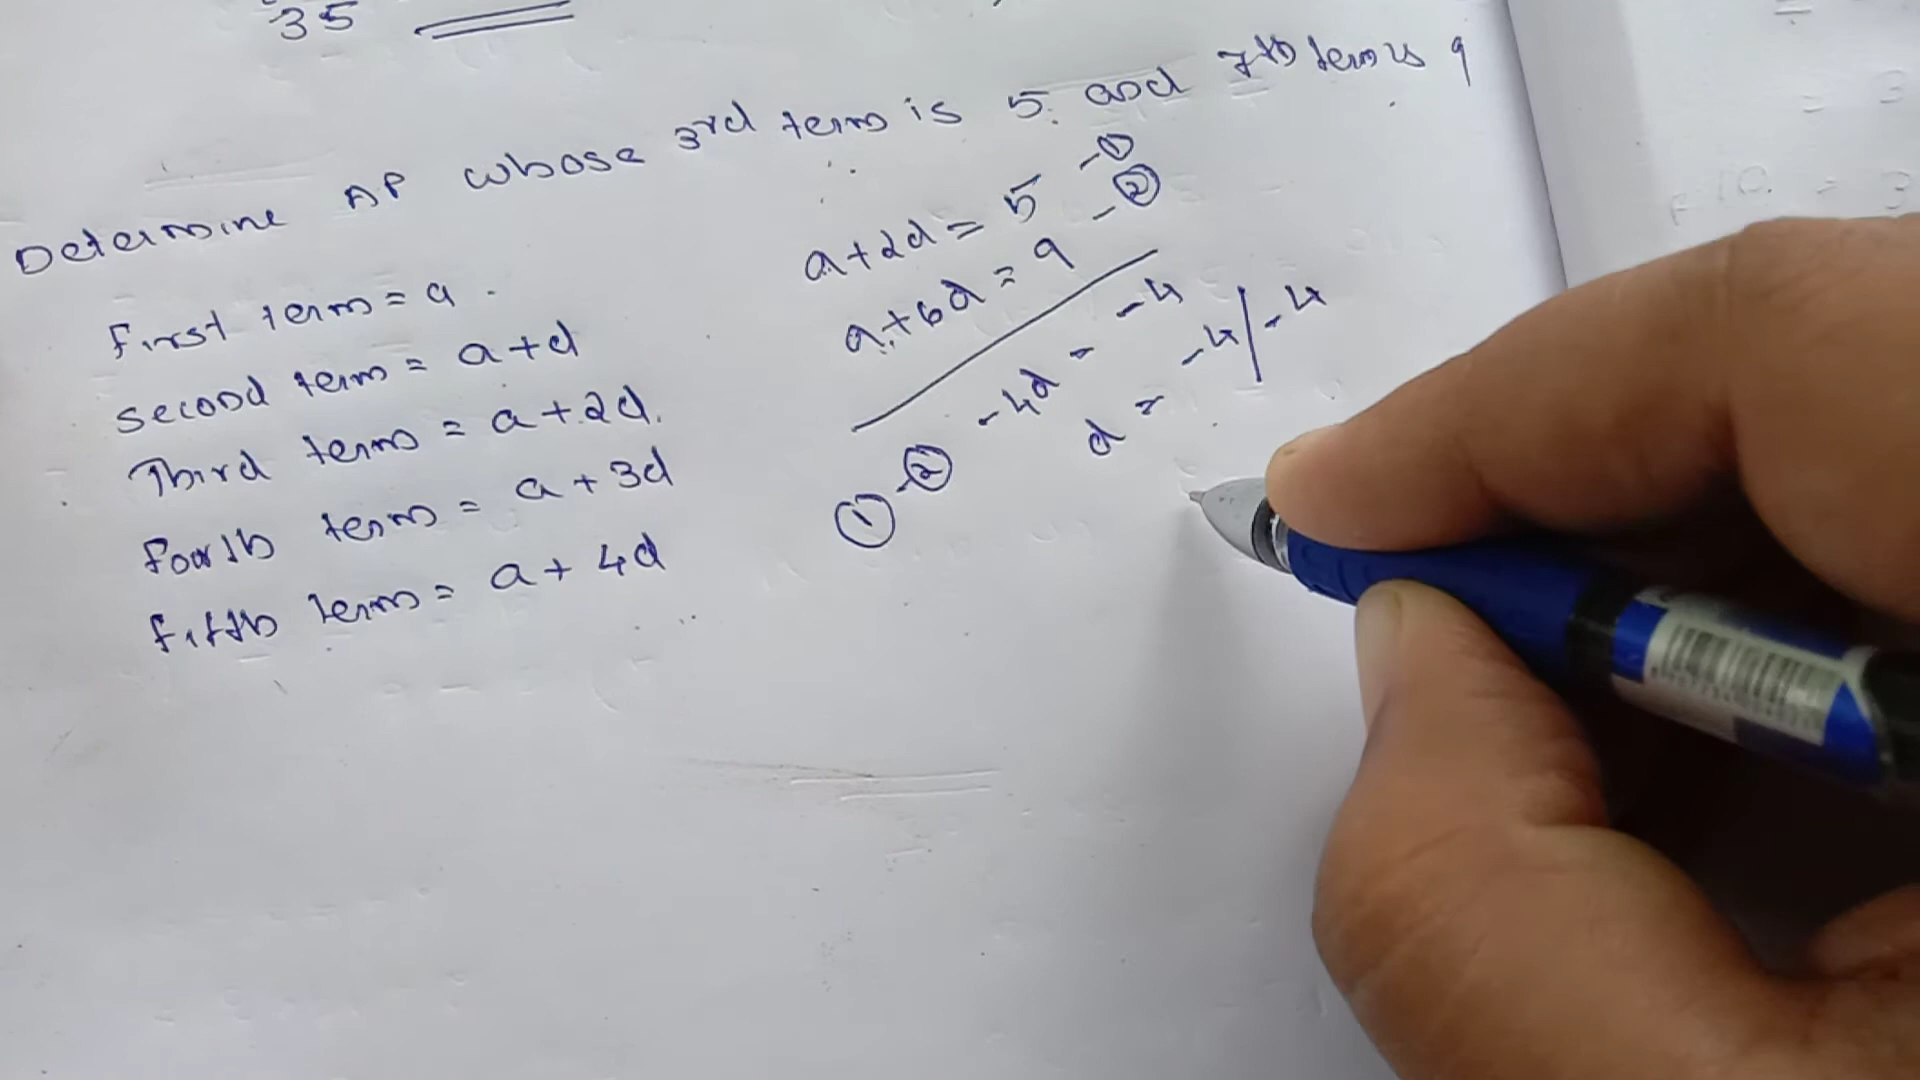 35
Determine AP whose 3rd term is 5 and 7th term is 9
first term = a
second term = a+d
Third term = a+2d
fourth term = a+3d
fifth term = a+4d
a+2d = 5 -①
a+6d = 9 -②
①-② -4d = -4
d = -4/-4